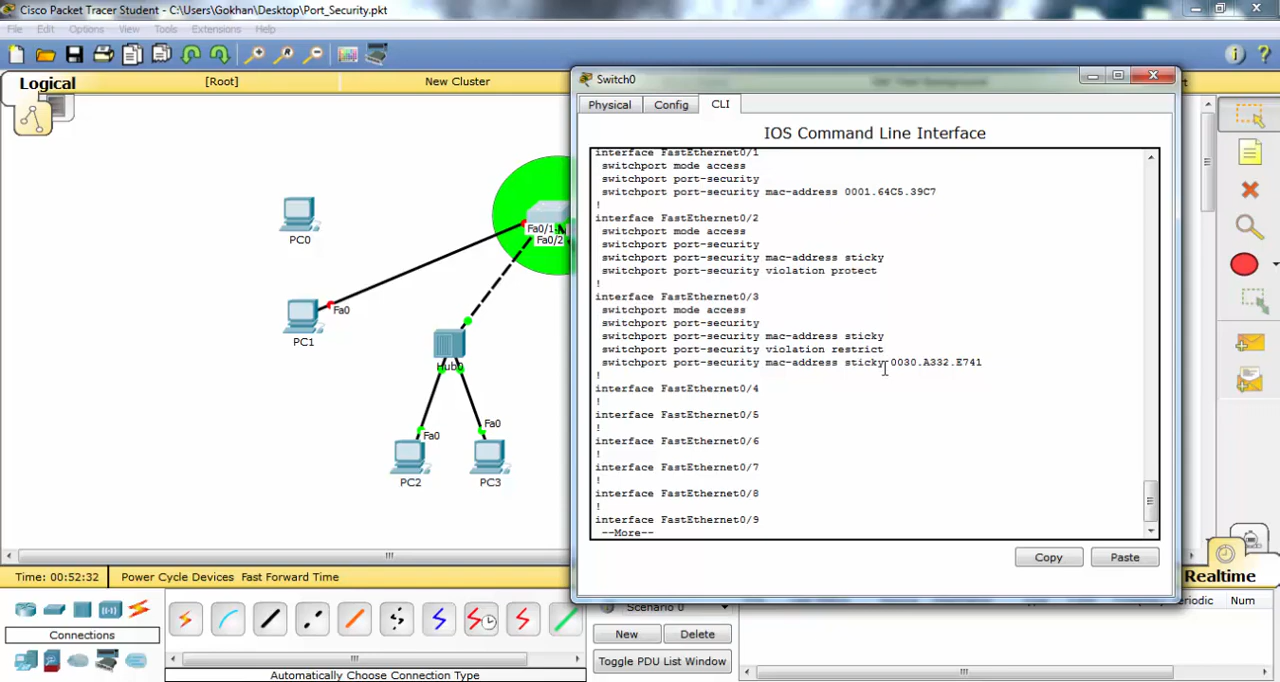 Cisco Packet Tracer Student - C:\Users\Gokhan\Desktop\Port_Security.pkt
File Edit Options View Tools Extensions Help
Logical
[Root]
New Cluster
Switch0
Physical
Config
CLI
IOS Command Line Interface
interface FastEthernet0/1
switchport mode access
switchport port-security
switchport port-security mac-address 0001.64C5.39C7
!
interface FastEthernet0/2
switchport mode access
switchport port-security
switchport port-security mac-address sticky
switchport port-security violation protect
!
interface FastEthernet0/3
switchport mode access
switchport port-security
switchport port-security mac-address sticky
switchport port-security violation restrict
switchport port-security mac-address sticky 0030.A332.E741
!
interface FastEthernet0/4
!
interface FastEthernet0/5
!
interface FastEthernet0/6
!
interface FastEthernet0/7
!
interface FastEthernet0/8
!
interface FastEthernet0/9
--More--
Copy
Paste
PC0
Fa0/1
Fa0/2
Fa0
PC1
Hub0
Fa0
Fa0
PC2
PC3
Time: 00:52:32
Power Cycle Devices Fast Forward Time
Realtime
Connections
Automatically Choose Connection Type
Scenario 0
New
Delete
Toggle PDU List Window
eriodic
Num